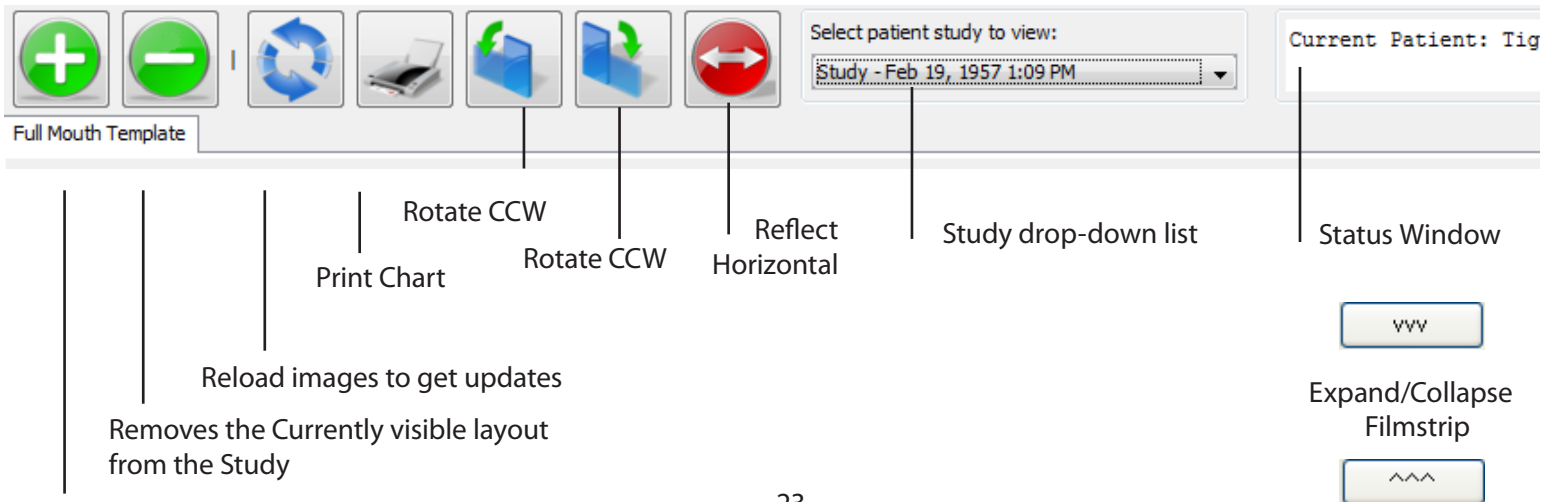 Select patient study to view:
Study - Feb 19, 1957 1:09 PM
Current Patient: Tig
Full Mouth Template
Rotate CCW
Rotate CCW
Reflect
Horizontal
Study drop-down list
Status Window
Print Chart
vvv
Reload images to get updates
Expand/Collapse
Filmstrip
Removes the Currently visible layout
from the Study
^^^